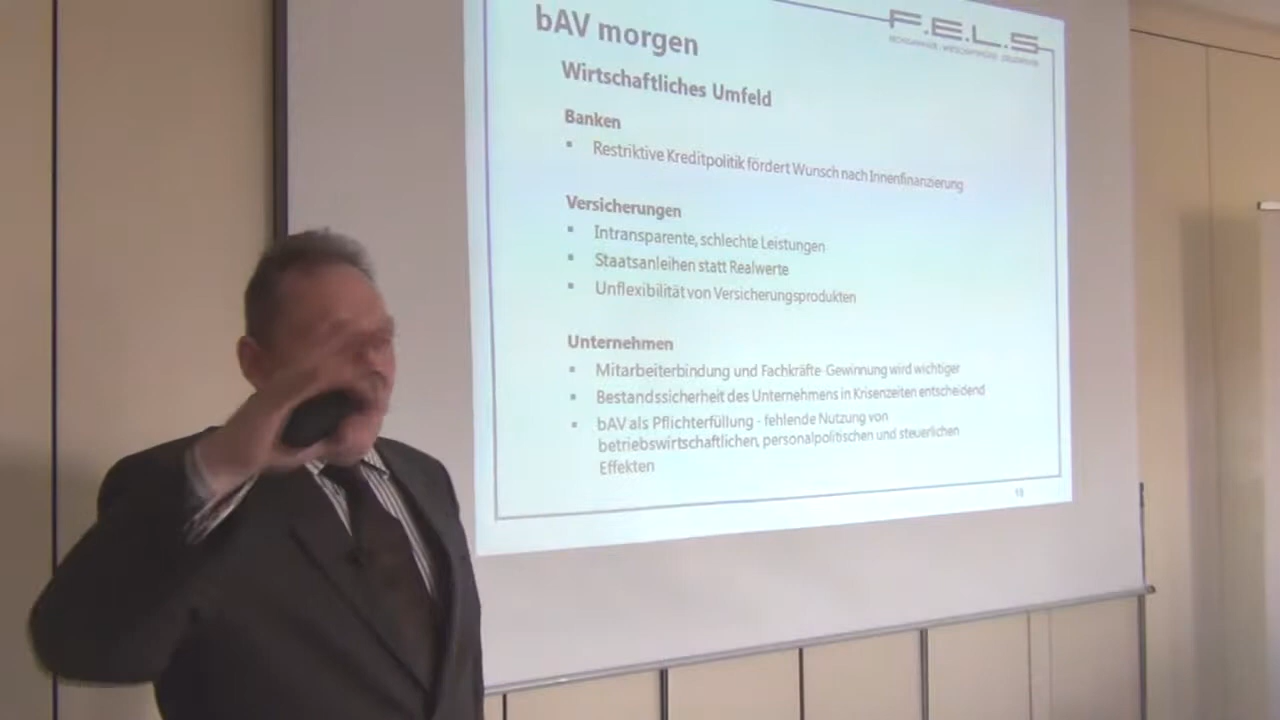 bAV morgen
F.E.L.S
Wirtschaftliches Umfeld
Banken
▪ Restriktive Kreditpolitik fördert Wunsch nach Innenfinanzierung
Versicherungen
▪ Intransparente, schlechte Leistungen
▪ Staatsanleihen statt Realwerte
▪ Unflexibilität von Versicherungsprodukten
Unternehmen
▪ Mitarbeiterbindung und Fachkräfte-Gewinnung wird wichtiger
▪ Bestandssicherheit des Unternehmens in Krisenzeiten entscheidend
▪ bAV als Pflichterfüllung - fehlende Nutzung von
betriebswirtschaftlichen, personalpolitischen und steuerlichen
Effekten